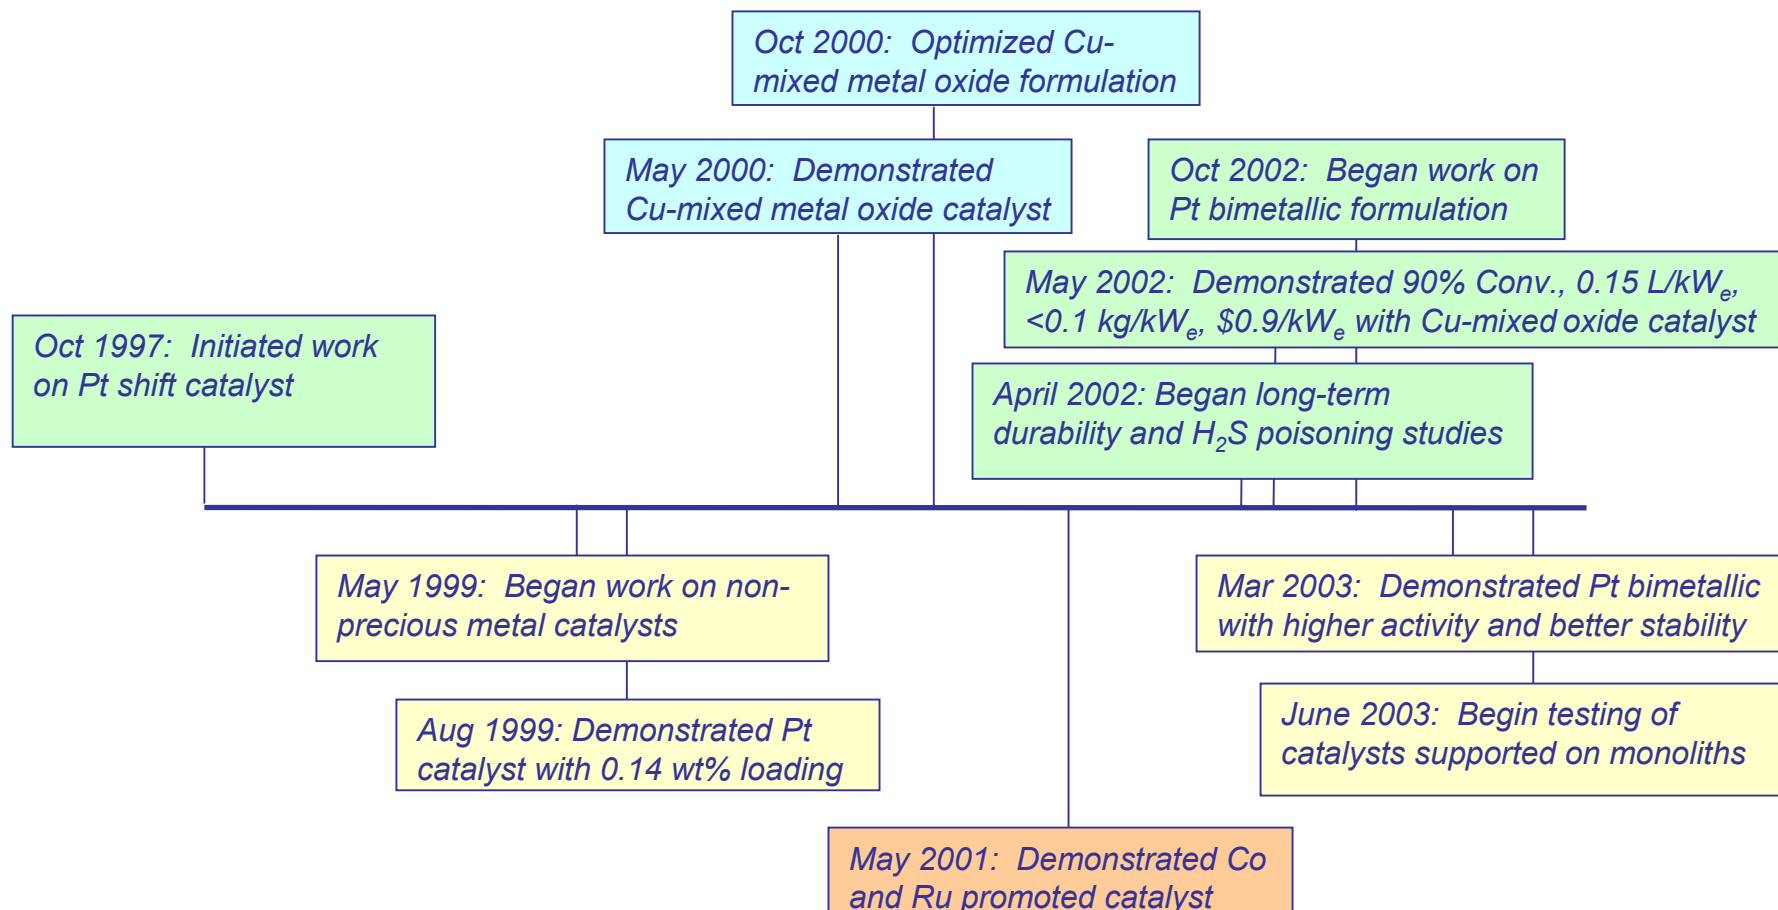 Oct 2000: Optimized Cu-
mixed metal oxide formulation
May 2000: Demonstrated
Cu-mixed metal oxide catalyst
Oct 2002: Began work on
Pt bimetallic formulation
May 2002: Demonstrated 90% Conv., 0.15 L/kWe,
<0.1 kg/kWe, $0.9/kWe with Cu-mixed oxide catalyst
Oct 1997: Initiated work
on Pt shift catalyst
April 2002: Began long-term
durability and H2S poisoning studies
May 1999: Began work on non-
precious metal catalysts
Mar 2003: Demonstrated Pt bimetallic
with higher activity and better stability
Aug 1999: Demonstrated Pt
catalyst with 0.14 wt% loading
June 2003: Begin testing of
catalysts supported on monoliths
May 2001: Demonstrated Co
and Ru promoted catalyst